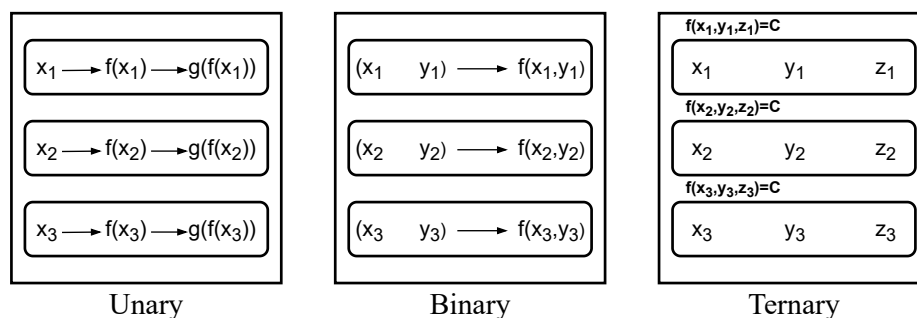 x₁ → f(x₁) → g(f(x₁))
x₂ → f(x₂) → g(f(x₂))
x₃ → f(x₃) → g(f(x₃))
Unary
(x₁ y₁) → f(x₁,y₁)
(x₂ y₂) → f(x₂,y₂)
(x₃ y₃) → f(x₃,y₃)
Binary
f(x₁,y₁,z₁)=C
x₁ y₁ z₁
f(x₂,y₂,z₂)=C
x₂ y₂ z₂
f(x₃,y₃,z₃)=C
x₃ y₃ z₃
Ternary